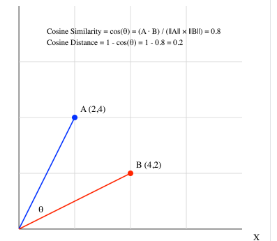 Cosine Similarity = cos(θ) = (A · B) / (‖A‖ × ‖B‖) = 0.8
Cosine Distance = 1 - cos(θ) = 1 - 0.8 = 0.2
A (2,4)
B (4,2)
θ
X